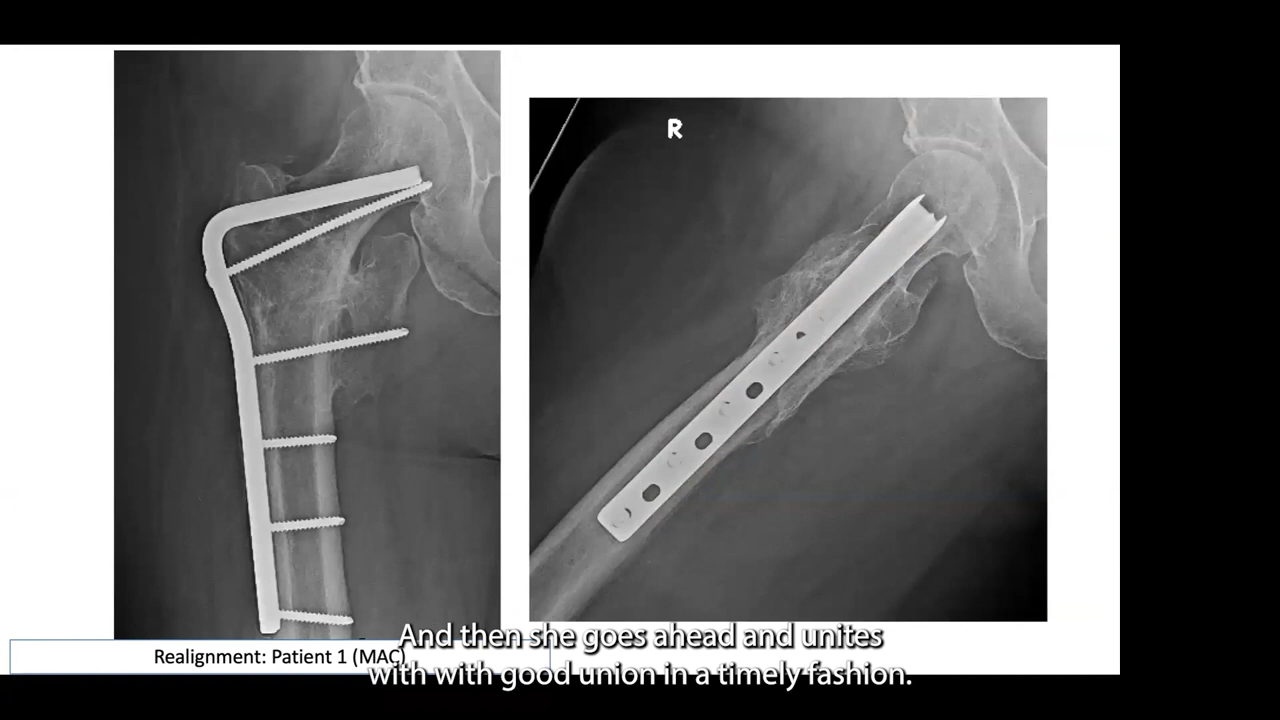 R
Realignment: Patient 1 (MAC)
And then she goes ahead and unites
with with good union in a timely fashion.